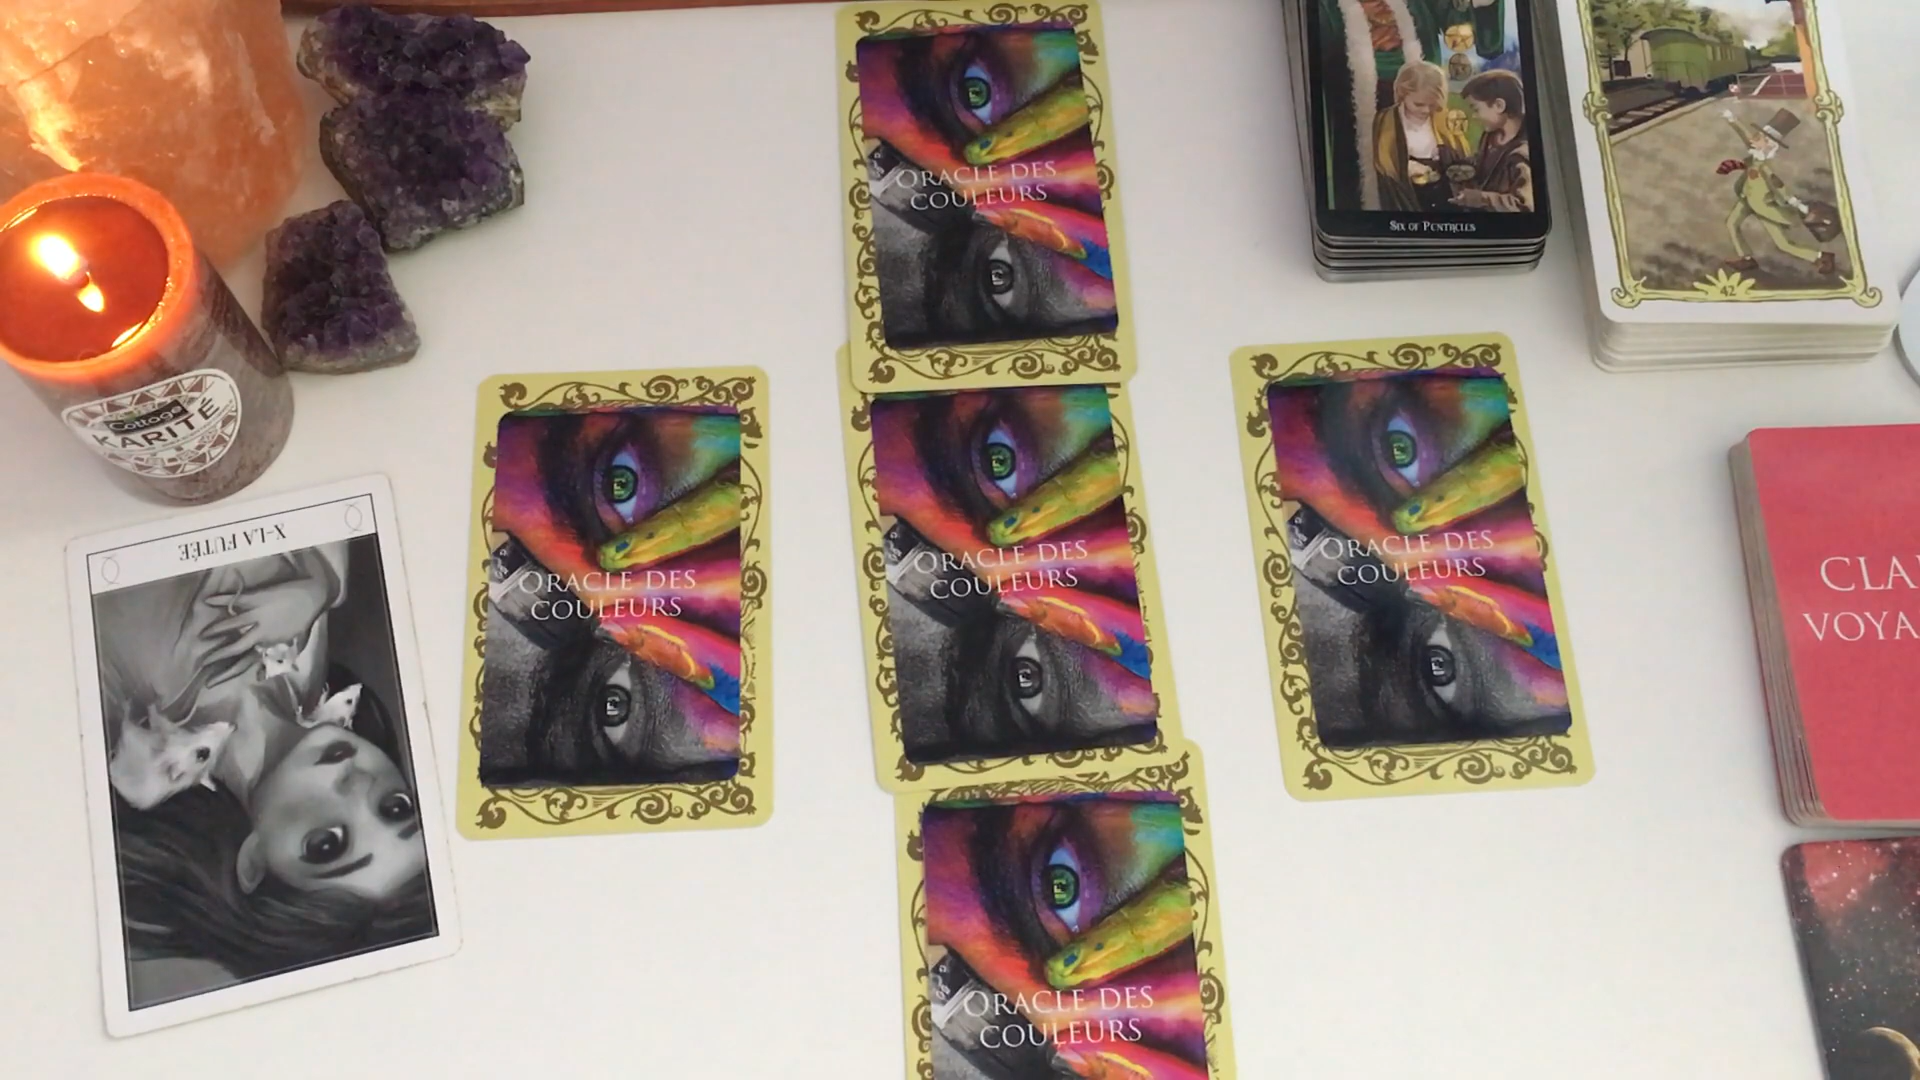 ORACLE DES
COULEURS
SIX OF PENTACLES
42
Cottage
KARITÉ
X-LA FUTÉE
ORACLE DES
COULEURS
ORACLE DES
COULEURS
ORACLE DES
COULEURS
CLAI
VOYA
ORACLE DES
COULEURS